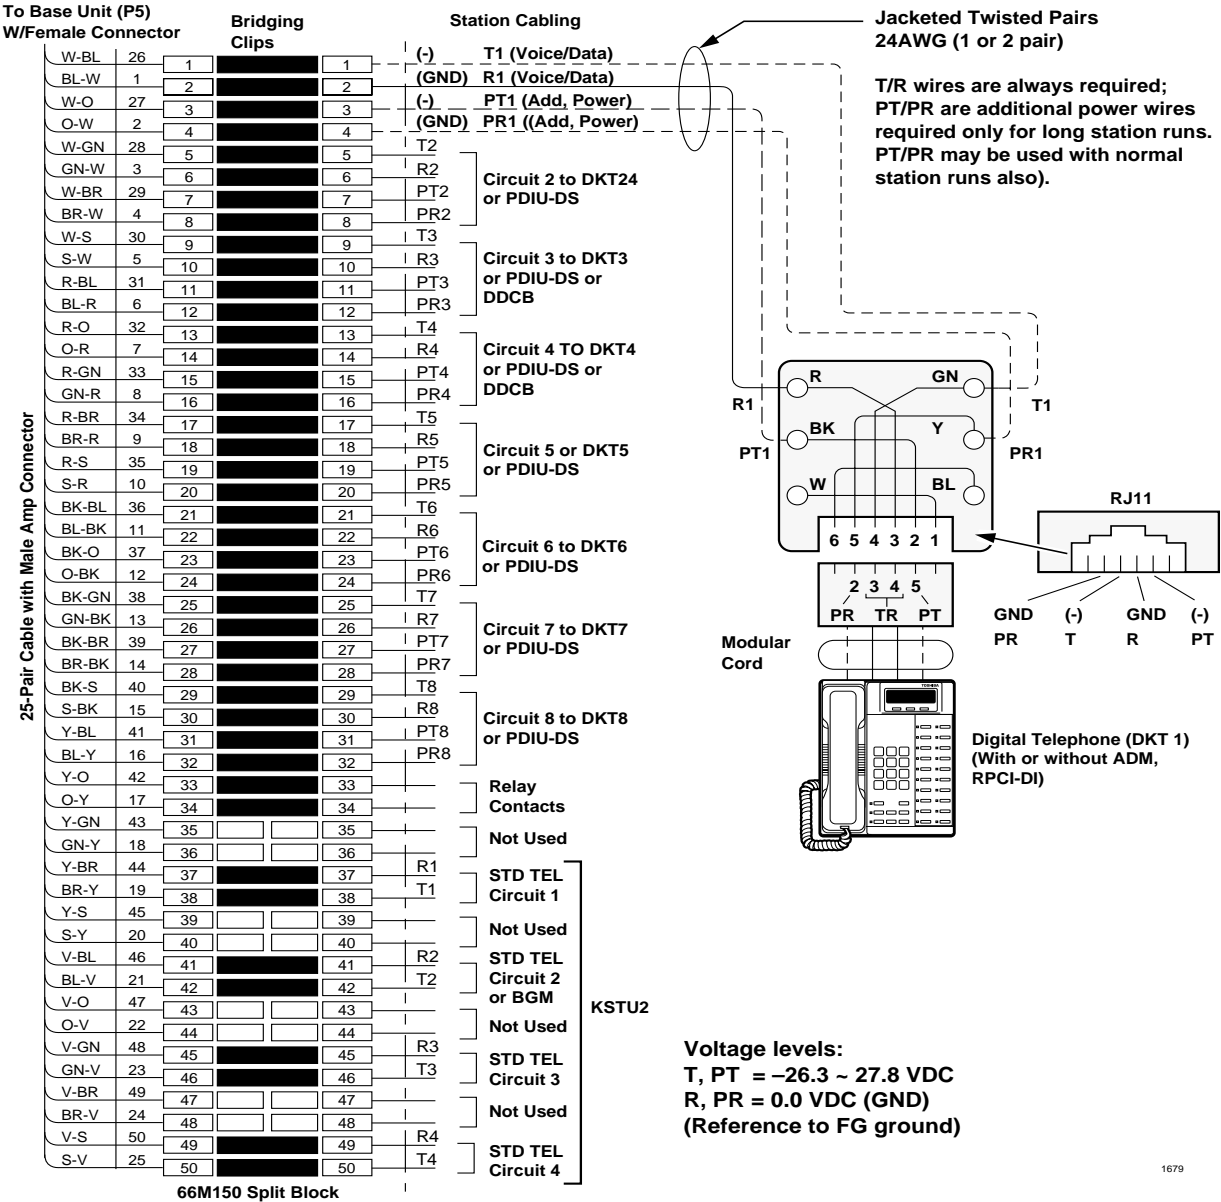 To Base Unit (P5)
W/Female Connector
Bridging
Clips
Station Cabling
Jacketed Twisted Pairs
24AWG (1 or 2 pair)
T/R wires are always required;
PT/PR are additional power wires
required only for long station runs.
PT/PR may be used with normal
station runs also).
25-Pair Cable with Male Amp Connector
W-BL 26 1 1 (-) T1 (Voice/Data)
BL-W 1 2 2 (GND) R1 (Voice/Data)
W-O 27 3 3 (-) PT1 (Add, Power)
O-W 2 4 4 (GND) PR1 ((Add, Power)
W-GN 28 5 5 T2
GN-W 3 6 6 R2
W-BR 29 7 7 PT2
BR-W 4 8 8 PR2
Circuit 2 to DKT24
or PDIU-DS
W-S 30 9 9 T3
S-W 5 10 10 R3
R-BL 31 11 11 PT3
BL-R 6 12 12 PR3
Circuit 3 to DKT3
or PDIU-DS or
DDCB
R-O 32 13 13 T4
O-R 7 14 14 R4
R-GN 33 15 15 PT4
GN-R 8 16 16 PR4
Circuit 4 TO DKT4
or PDIU-DS or
DDCB
R-BR 34 17 17 T5
BR-R 9 18 18 R5
R-S 35 19 19 PT5
S-R 10 20 20 PR5
Circuit 5 or DKT5
or PDIU-DS
BK-BL 36 21 21 T6
BL-BK 11 22 22 R6
BK-O 37 23 23 PT6
O-BK 12 24 24 PR6
Circuit 6 to DKT6
or PDIU-DS
BK-GN 38 25 25 T7
GN-BK 13 26 26 R7
BK-BR 39 27 27 PT7
BR-BK 14 28 28 PR7
Circuit 7 to DKT7
or PDIU-DS
BK-S 40 29 29 T8
S-BK 15 30 30 R8
Y-BL 41 31 31 PT8
BL-Y 16 32 32 PR8
Circuit 8 to DKT8
or PDIU-DS
Y-O 42 33 33
O-Y 17 34 34
Relay
Contacts
Y-GN 43 35 35
GN-Y 18 36 36
Not Used
Y-BR 44 37 37 R1
BR-Y 19 38 38 T1
STD TEL
Circuit 1
Y-S 45 39 39
S-Y 20 40 40
Not Used
V-BL 46 41 41 R2
BL-V 21 42 42 T2
STD TEL
Circuit 2
or BGM
V-O 47 43 43
O-V 22 44 44
Not Used
V-GN 48 45 45 R3
GN-V 23 46 46 T3
STD TEL
Circuit 3
V-BR 49 47 47
BR-V 24 48 48
Not Used
V-S 50 49 49 R4
S-V 25 50 50 T4
STD TEL
Circuit 4
KSTU2
66M150 Split Block
R GN
R1 T1
BK Y
PT1 PR1
W BL
6 5 4 3 2 1
2 3 4 5
PR TR PT
Modular
Cord
RJ11
GND (-) GND (-)
PR T R PT
TOSHIBA
Digital Telephone (DKT 1)
(With or without ADM,
RPCI-DI)
Voltage levels:
T, PT = –26.3 ~ 27.8 VDC
R, PR = 0.0 VDC (GND)
(Reference to FG ground)
1679